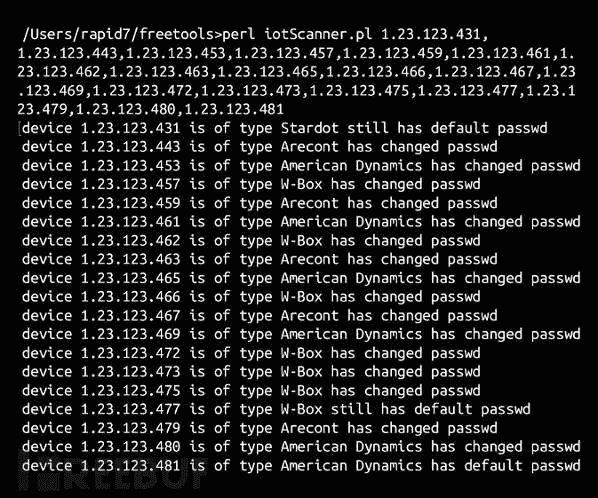 /Users/rapid7/freetools>perl iotScanner.pl 1.23.123.431,
1.23.123.443,1.23.123.453,1.23.123.457,1.23.123.459,1.23.123.461,1.
23.123.462,1.23.123.463,1.23.123.465,1.23.123.466,1.23.123.467,1.23
.123.469,1.23.123.472,1.23.123.473,1.23.123.475,1.23.123.477,1.23.1
23.479,1.23.123.480,1.23.123.481
device 1.23.123.431 is of type Stardot still has default passwd
device 1.23.123.443 is of type Arecont has changed passwd
device 1.23.123.453 is of type American Dynamics has changed passwd
device 1.23.123.457 is of type W-Box has changed passwd
device 1.23.123.459 is of type Arecont has changed passwd
device 1.23.123.461 is of type American Dynamics has changed passwd
device 1.23.123.462 is of type W-Box has changed passwd
device 1.23.123.463 is of type Arecont has changed passwd
device 1.23.123.465 is of type American Dynamics has changed passwd
device 1.23.123.466 is of type W-Box has changed passwd
device 1.23.123.467 is of type Arecont has changed passwd
device 1.23.123.469 is of type American Dynamics has changed passwd
device 1.23.123.472 is of type W-Box has changed passwd
device 1.23.123.473 is of type W-Box has changed passwd
device 1.23.123.475 is of type W-Box has changed passwd
device 1.23.123.477 is of type W-Box still has default passwd
device 1.23.123.479 is of type Arecont has changed passwd
device 1.23.123.480 is of type American Dynamics has changed passwd
device 1.23.123.481 is of type American Dynamics has default passwd
REEBUF